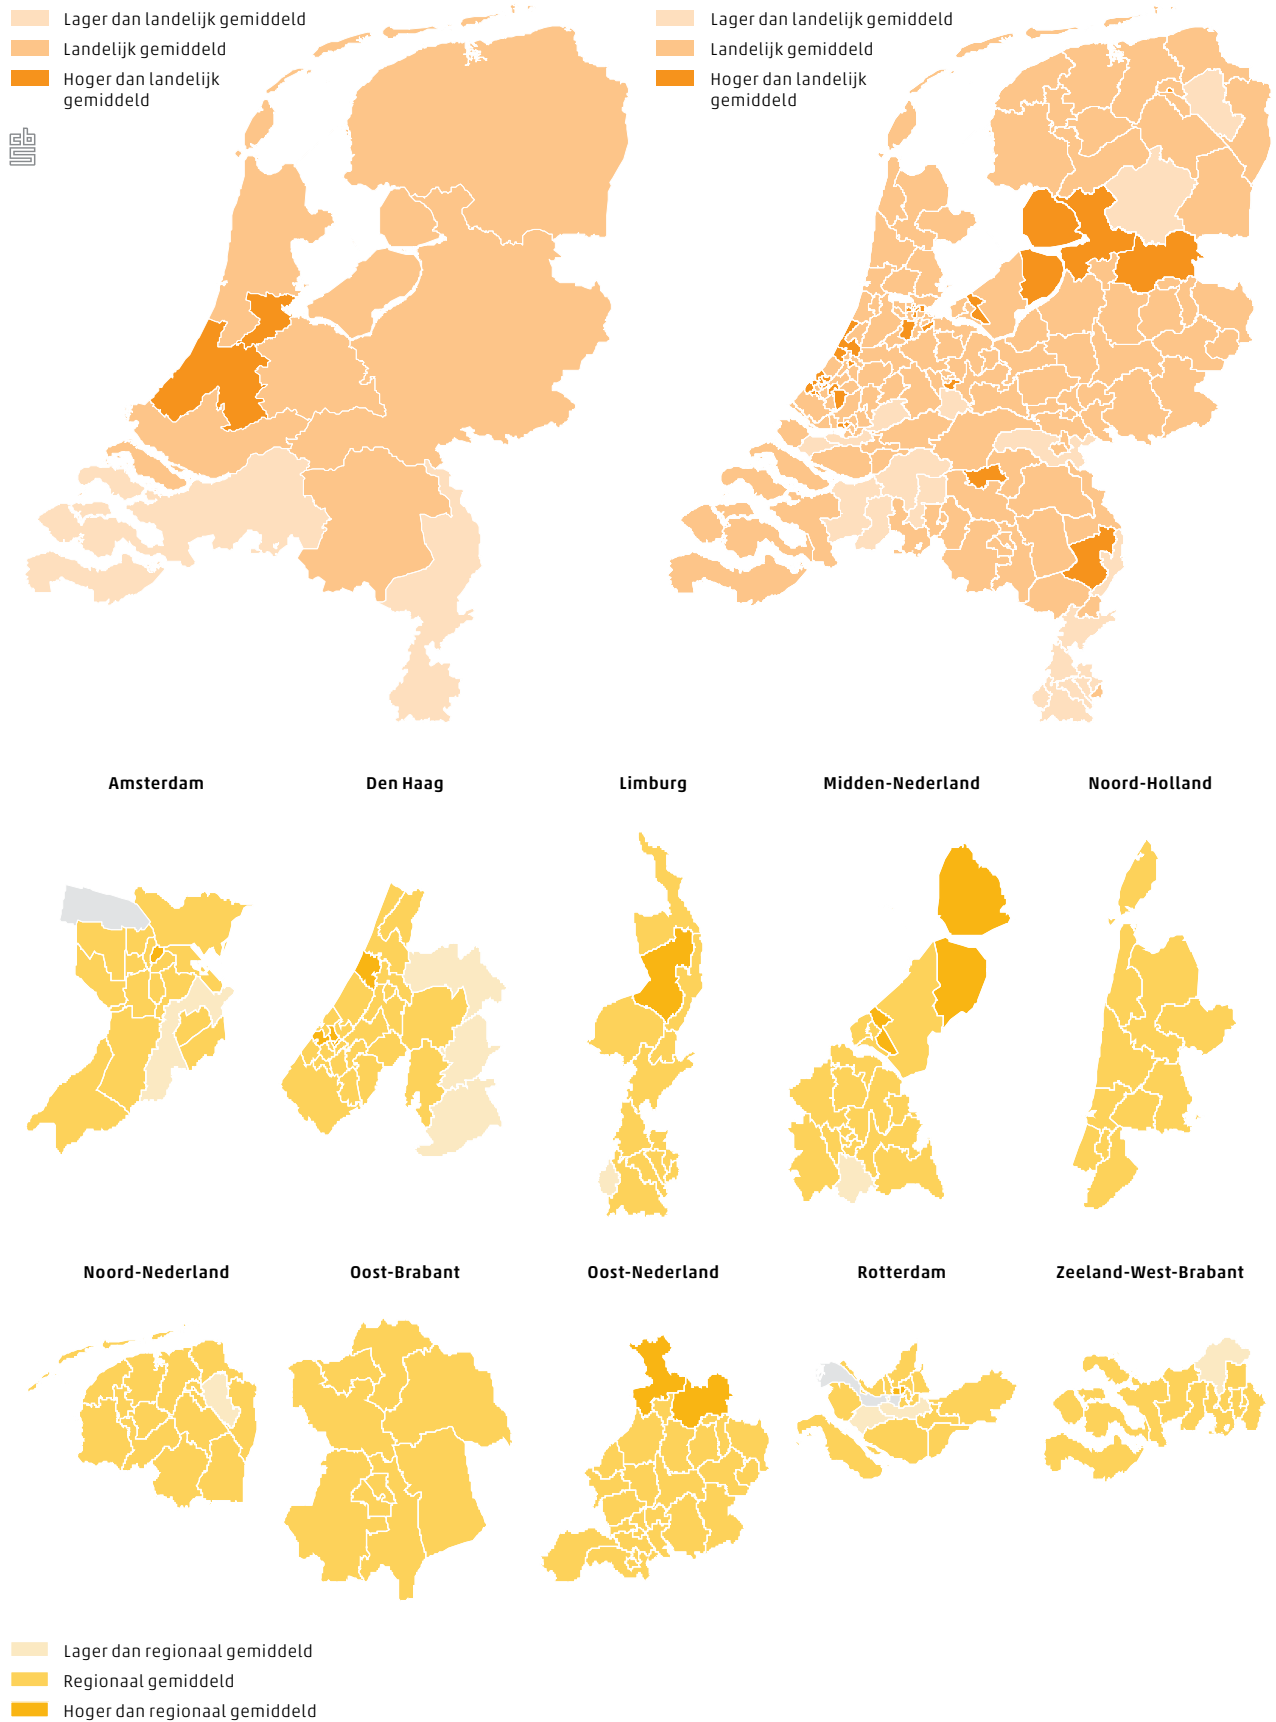 Lager dan landelijk gemiddeld
Landelijk gemiddeld
Hoger dan landelijk
gemiddeld
Lager dan landelijk gemiddeld
Landelijk gemiddeld
Hoger dan landelijk
gemiddeld
cbs
Amsterdam
Den Haag
Limburg
Midden-Nederland
Noord-Holland
Noord-Nederland
Oost-Brabant
Oost-Nederland
Rotterdam
Zeeland-West-Brabant
Lager dan regionaal gemiddeld
Regionaal gemiddeld
Hoger dan regionaal gemiddeld